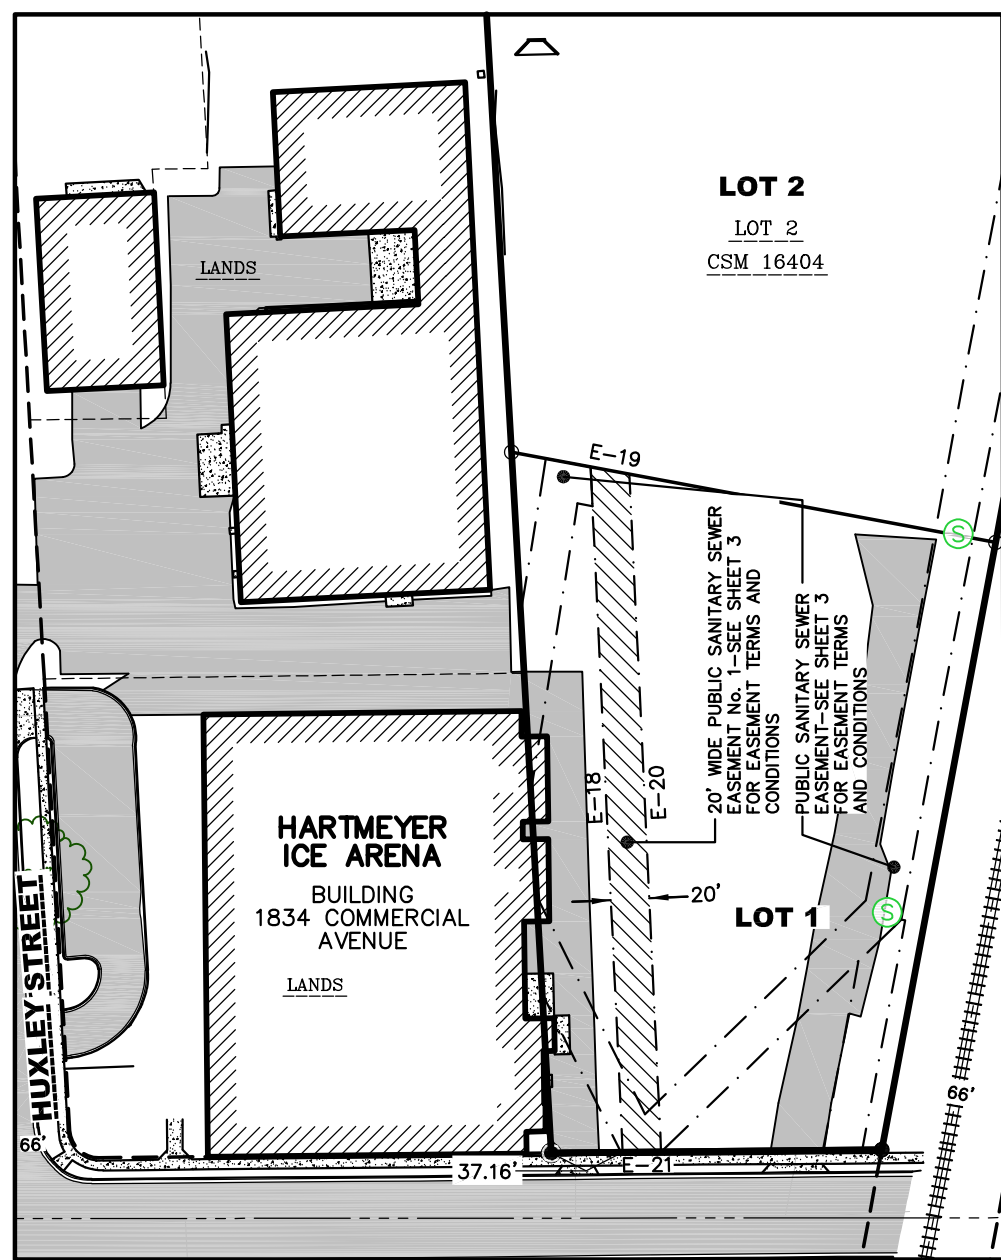 LOT 2
LOT 2
CSM 16404
LANDS
E-19
S
20' WIDE PUBLIC SANITARY SEWER
EASEMENT No. 1-SEE SHEET 3
FOR EASEMENT TERMS AND
CONDITIONS
PUBLIC SANITARY SEWER
EASEMENT-SEE SHEET 3
FOR EASEMENT TERMS
AND CONDITIONS
E-18
E-20
HARTMEYER
ICE ARENA
BUILDING
1834 COMMERCIAL
AVENUE
LANDS
20'
LOT 1
S
HUXLEY STREET
66'
66'
37.16'
E-21